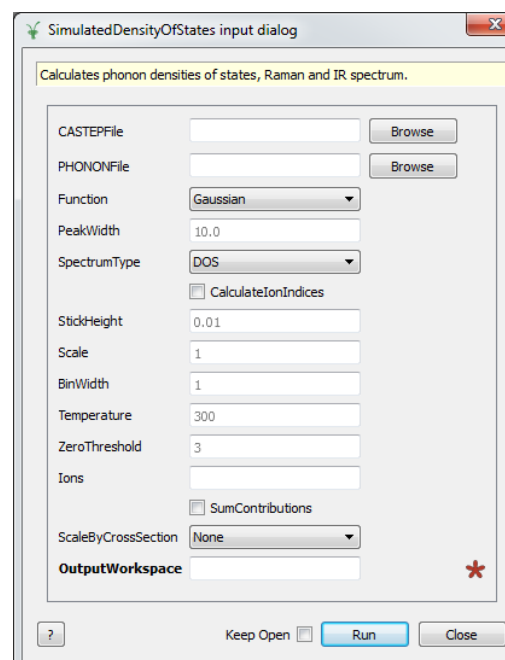 SimulatedDensityOfStates input dialog
Calculates phonon densities of states, Raman and IR spectrum.
CASTEPFile Browse
PHONONFile Browse
Function Gaussian
PeakWidth 10.0
SpectrumType DOS
CalculateIonIndices
StickHeight 0.01
Scale 1
BinWidth 1
Temperature 300
ZeroThreshold 3
Ions
SumContributions
ScaleByCrossSection None
OutputWorkspace *
? Keep Open Run Close